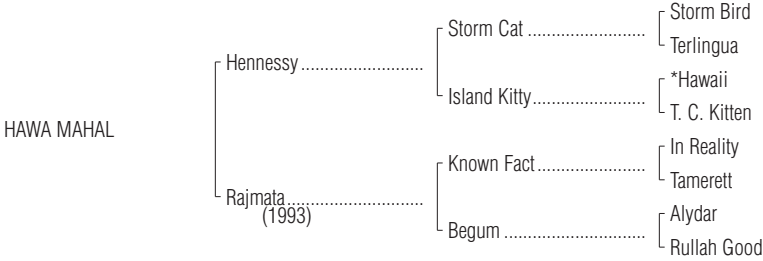 Storm Bird
Storm Cat ........................
Terlingua
Hennessy ..........................
*Hawaii
Island Kitty........................
T. C. Kitten
HAWA MAHAL
In Reality
Known Fact.......................
Tamerett
Rajmata.............................
(1993)
Alydar
Begum .............................
Rullah Good